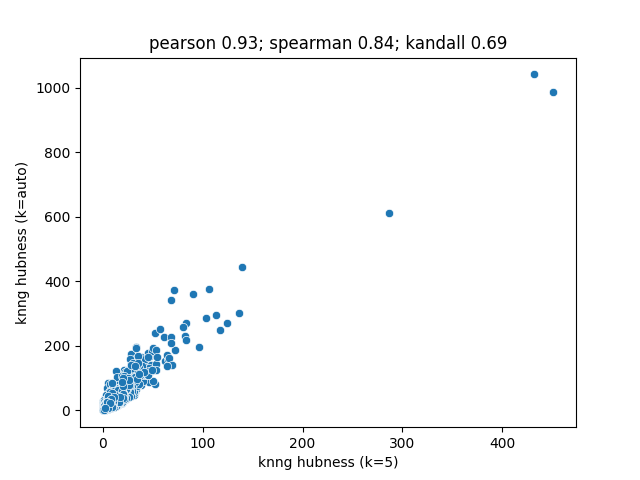 pearson 0.93; spearman 0.84; kandall 0.69
1000
800
600
400
200
0
knng hubness (k=auto)
0 100 200 300 400
knng hubness (k=5)